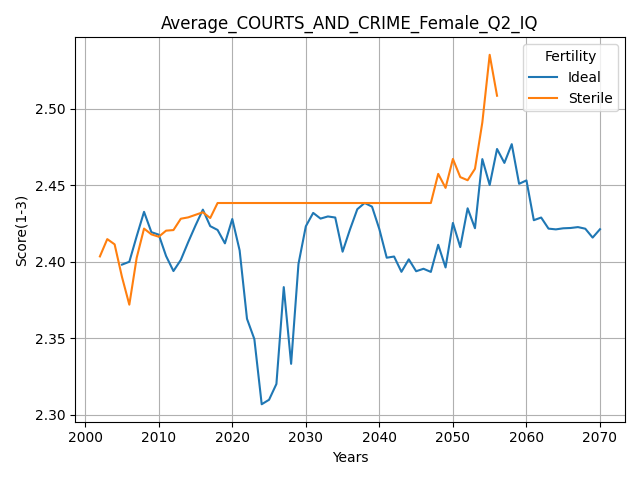 Average_COURTS_AND_CRIME_Female_Q2_IQ
Fertility
Ideal
Sterile
Score(1-3)
2.50
2.45
2.40
2.35
2.30
2000 2010 2020 2030 2040 2050 2060 2070
Years